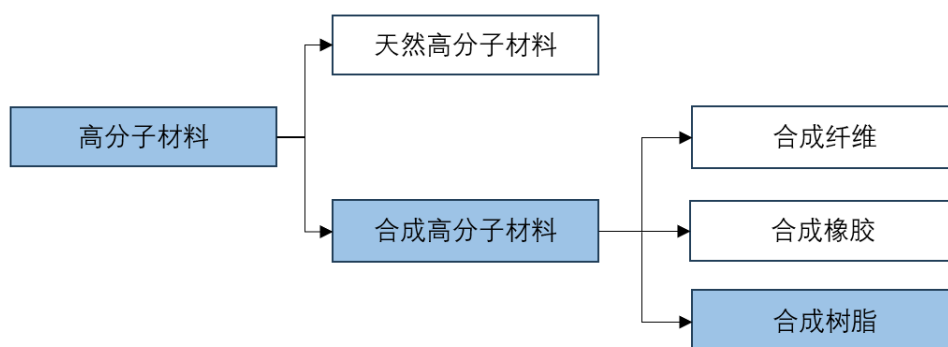 天然高分子材料
高分子材料
合成纤维
合成高分子材料
合成橡胶
合成树脂